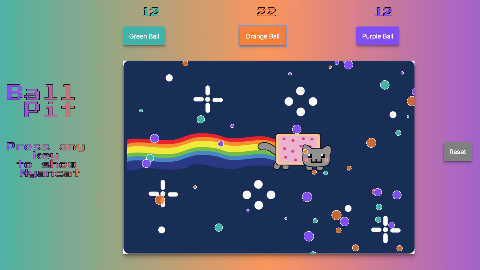 12
22
12
Green Ball
Orange Ball
Purple Ball
Ball
Pit
Press any
key
to show
Nyancat
Reset